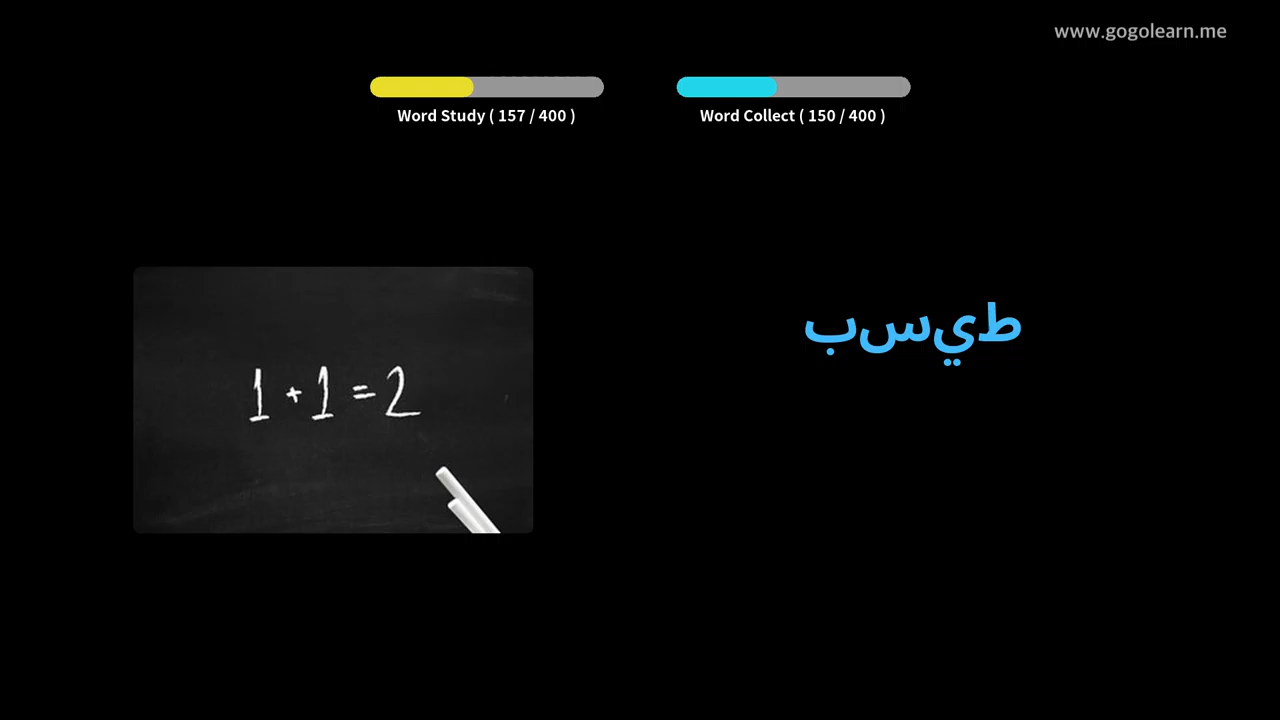 www.gogolearn.me
Word Study ( 157 / 400 )
Word Collect ( 150 / 400 )
1 + 1 = 2
طيسب